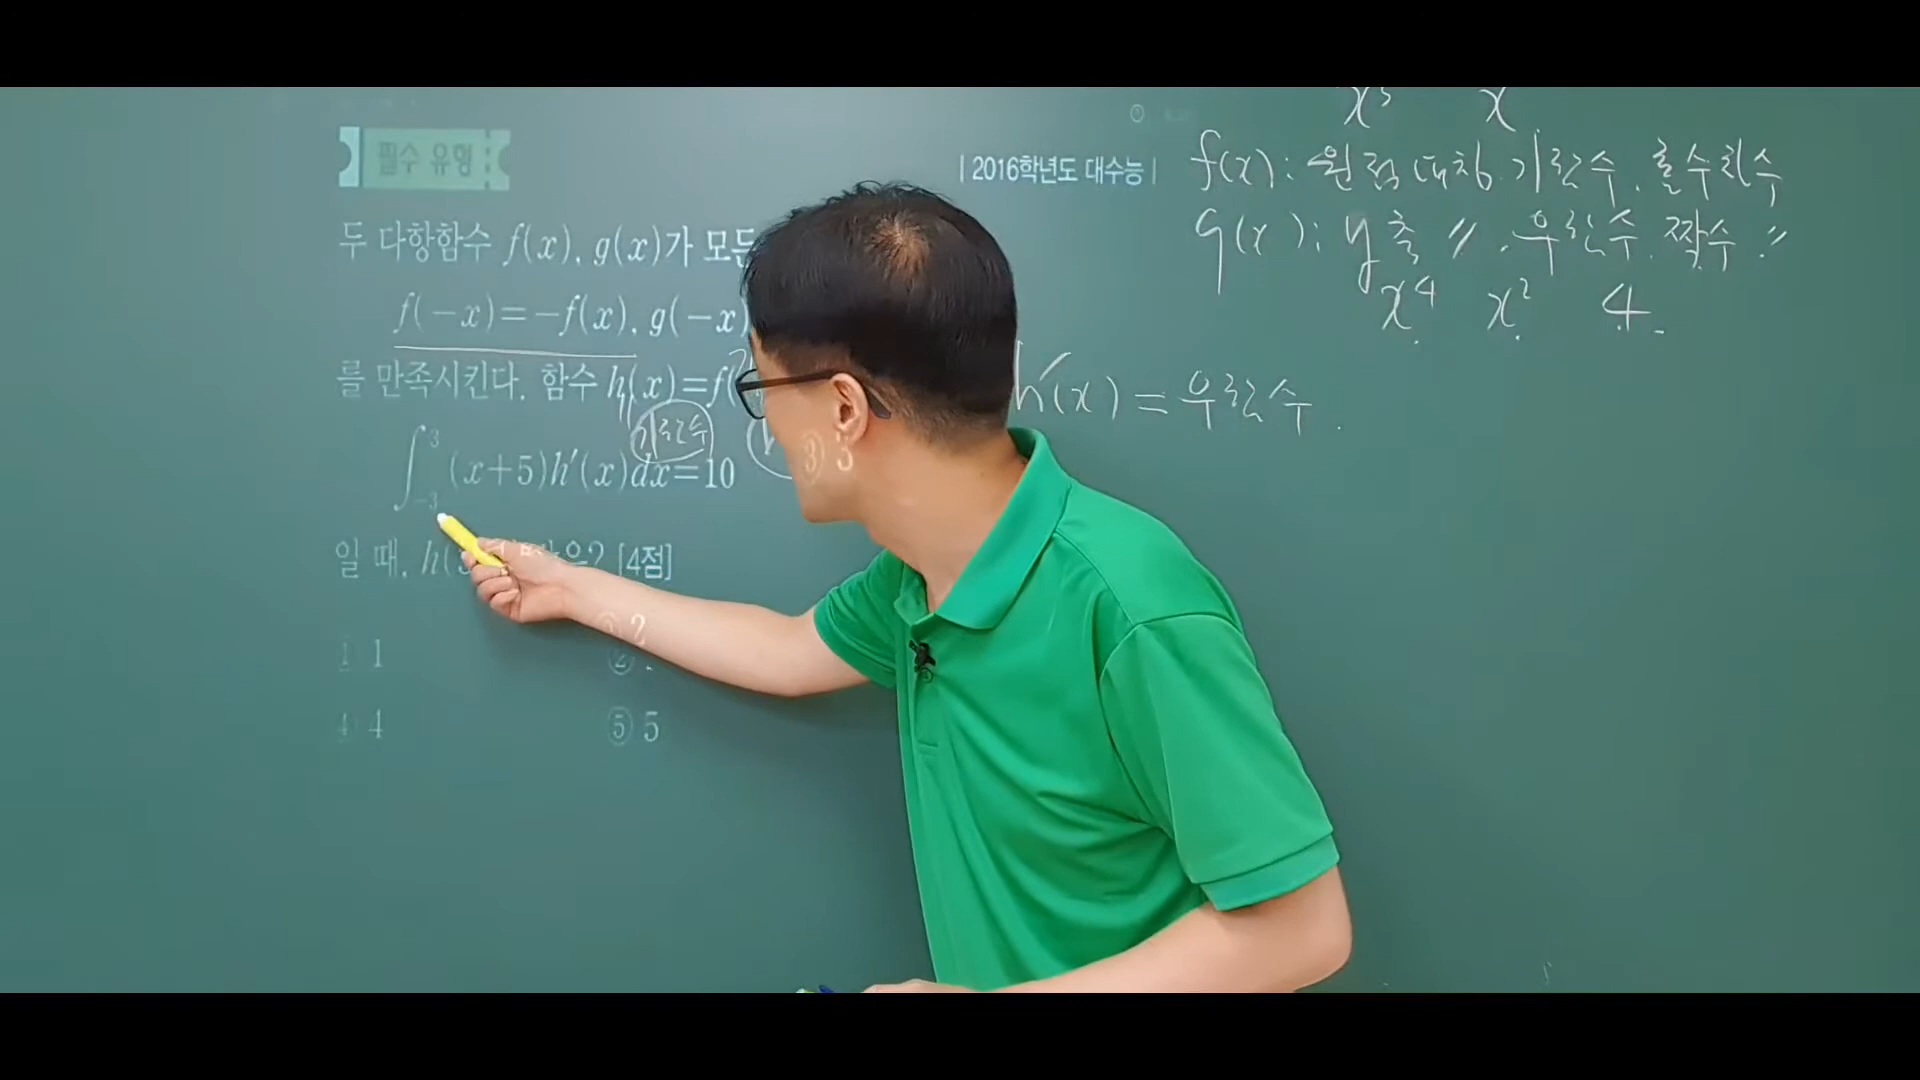 필수 유형
| 2016학년도 대수능 |
두 다항함수 f(x), g(x)가 모든
f(-x)=-f(x), g(-x)
를 만족시킨다. 함수 h(x)=f(
기함수
∫_{-3}^{3} (x+5)h′(x)dx=10
일 때, h( [4점]
1 1
② 
③ 3
4 4
⑤ 5
x³ x
f(x): 원점 대칭. 기함수. 홀수차수
g(x): y축 〃. 우함수. 짝수 〃
x⁴ x² 4
h′(x) = 우함수.